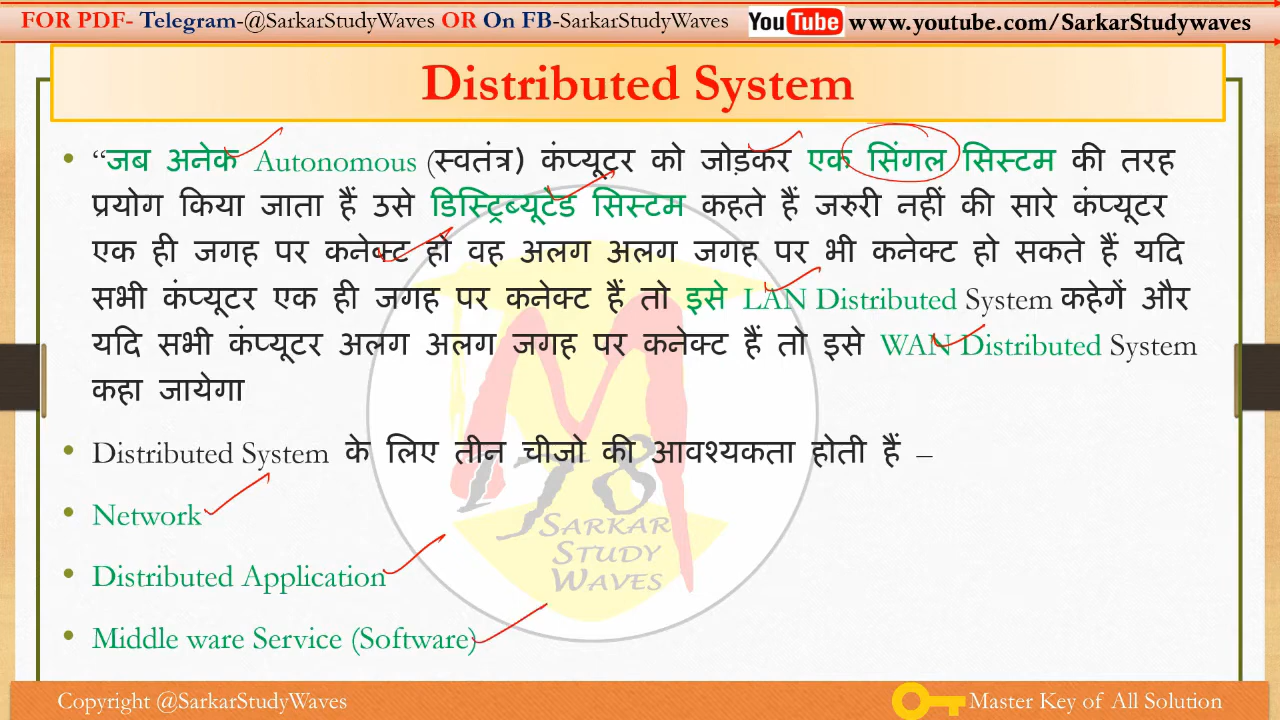 FOR PDF- Telegram-@SarkarStudyWaves OR On FB-SarkarStudyWaves YouTube www.youtube.com/SarkarStudywaves
Distributed System
• “जब अनेक Autonomous (स्वतंत्र) कंप्यूटर को जोड़कर एक सिंगल सिस्टम की तरह
प्रयोग किया जाता हैं उसे डिस्ट्रिब्यूटेड सिस्टम कहते हैं जरुरी नहीं की सारे कंप्यूटर
एक ही जगह पर कनेक्ट हो वह अलग अलग जगह पर भी कनेक्ट हो सकते हैं यदि
सभी कंप्यूटर एक ही जगह पर कनेक्ट हैं तो इसे LAN Distributed System कहेगें और
यदि सभी कंप्यूटर अलग अलग जगह पर कनेक्ट हैं तो इसे WAN Distributed System
कहा जायेगा
• Distributed System के लिए तीन चीजो की आवश्यकता होती हैं –
• Network
• Distributed Application
• Middle ware Service (Software)
178
SARKAR
STUDY
WAVES
Copyright @SarkarStudyWaves
Master Key of All Solution